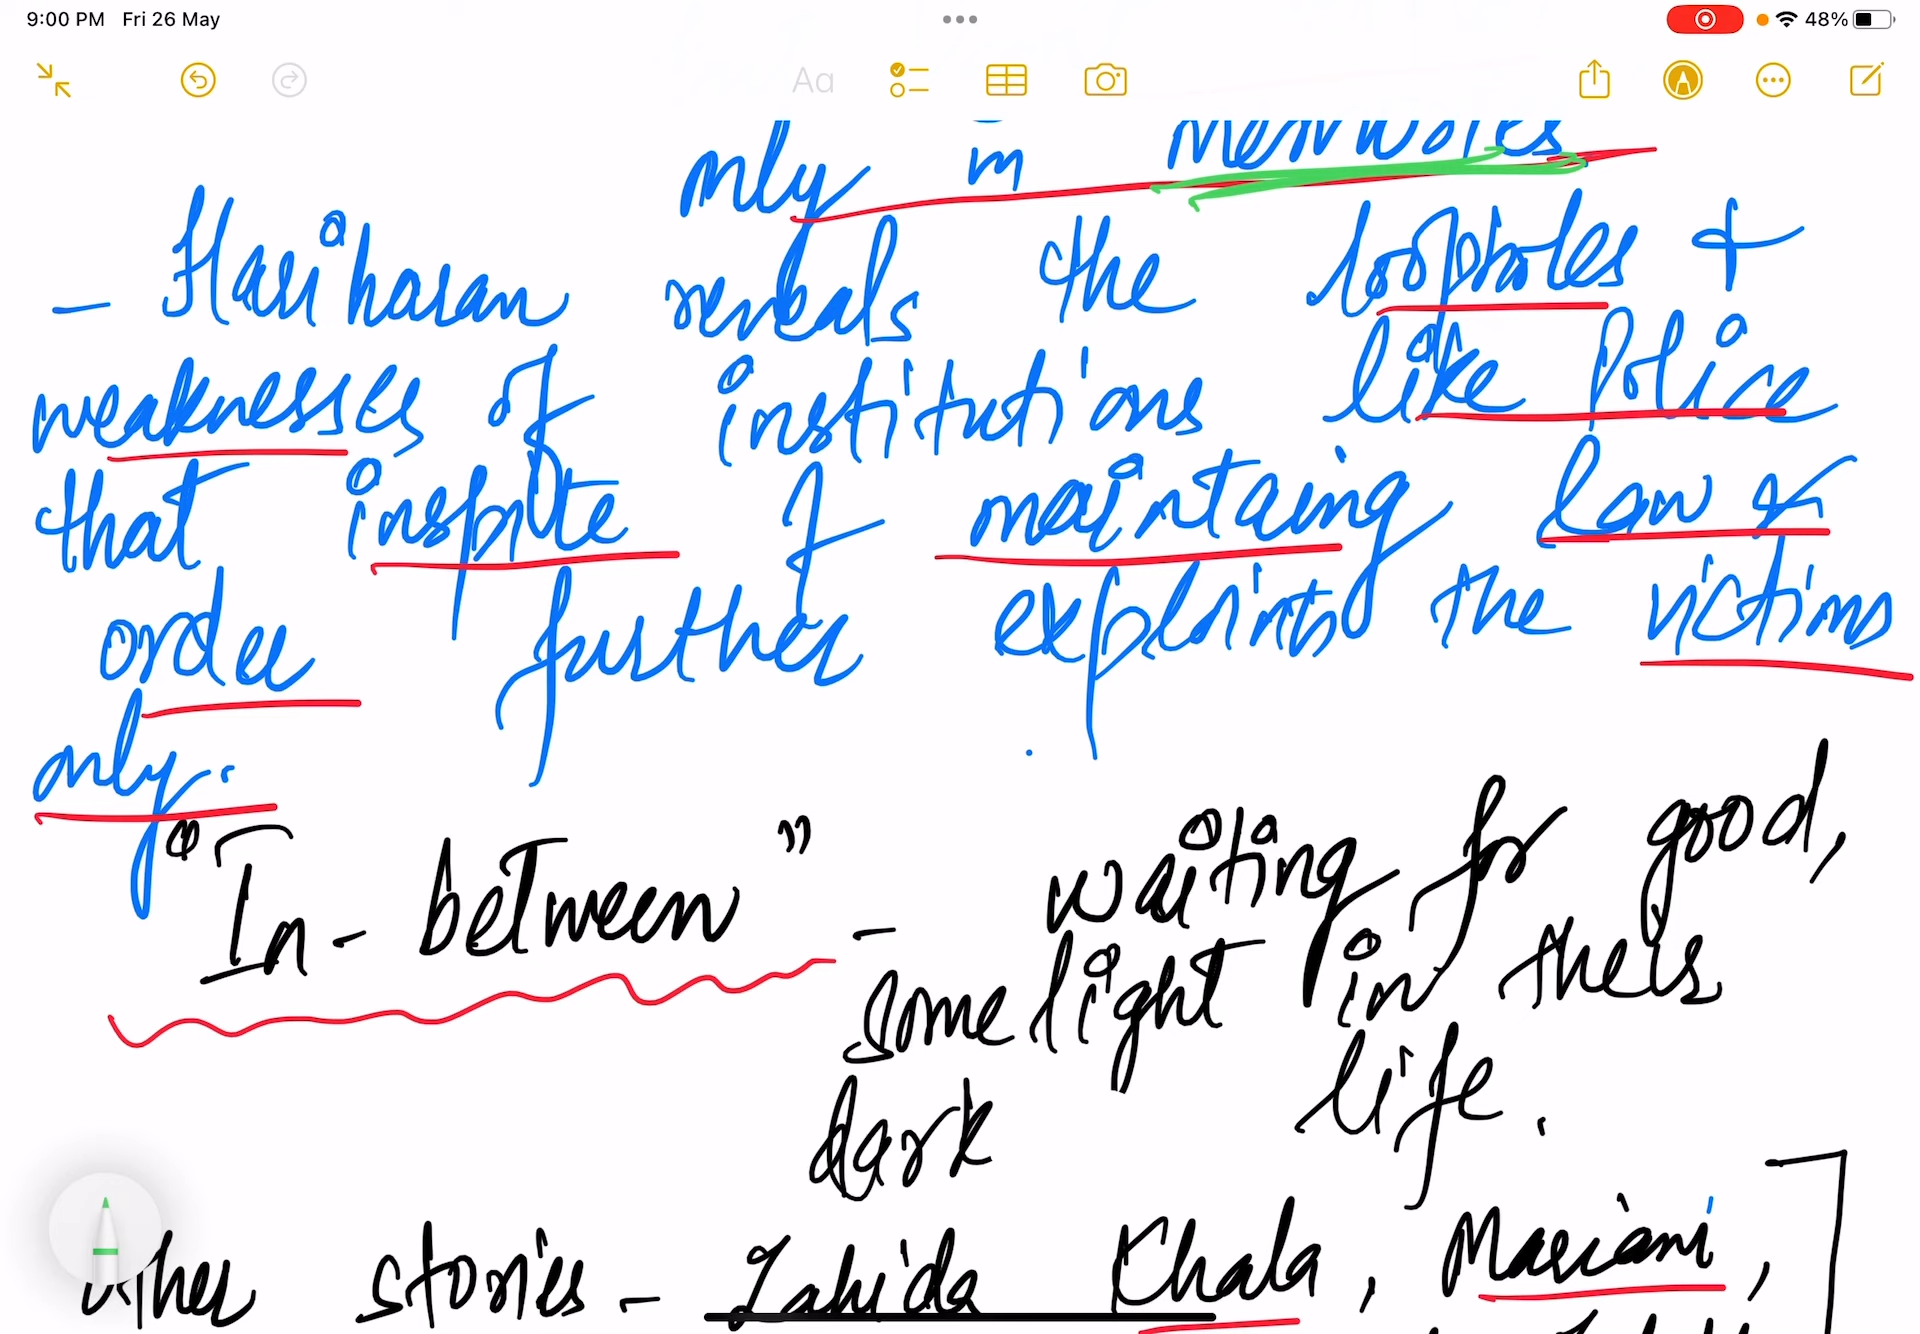 9:00 PM Fri 26 May
48%
Aa
only in
- Hariharan reveals the loopholes &
weaknesses of institutions like Police
that inspite of maintaing law &
order further exploints the victims
only.
"In-between" - waiting for good,
some light in their
dark life.
other stories - Zahida Khala, Mariani,